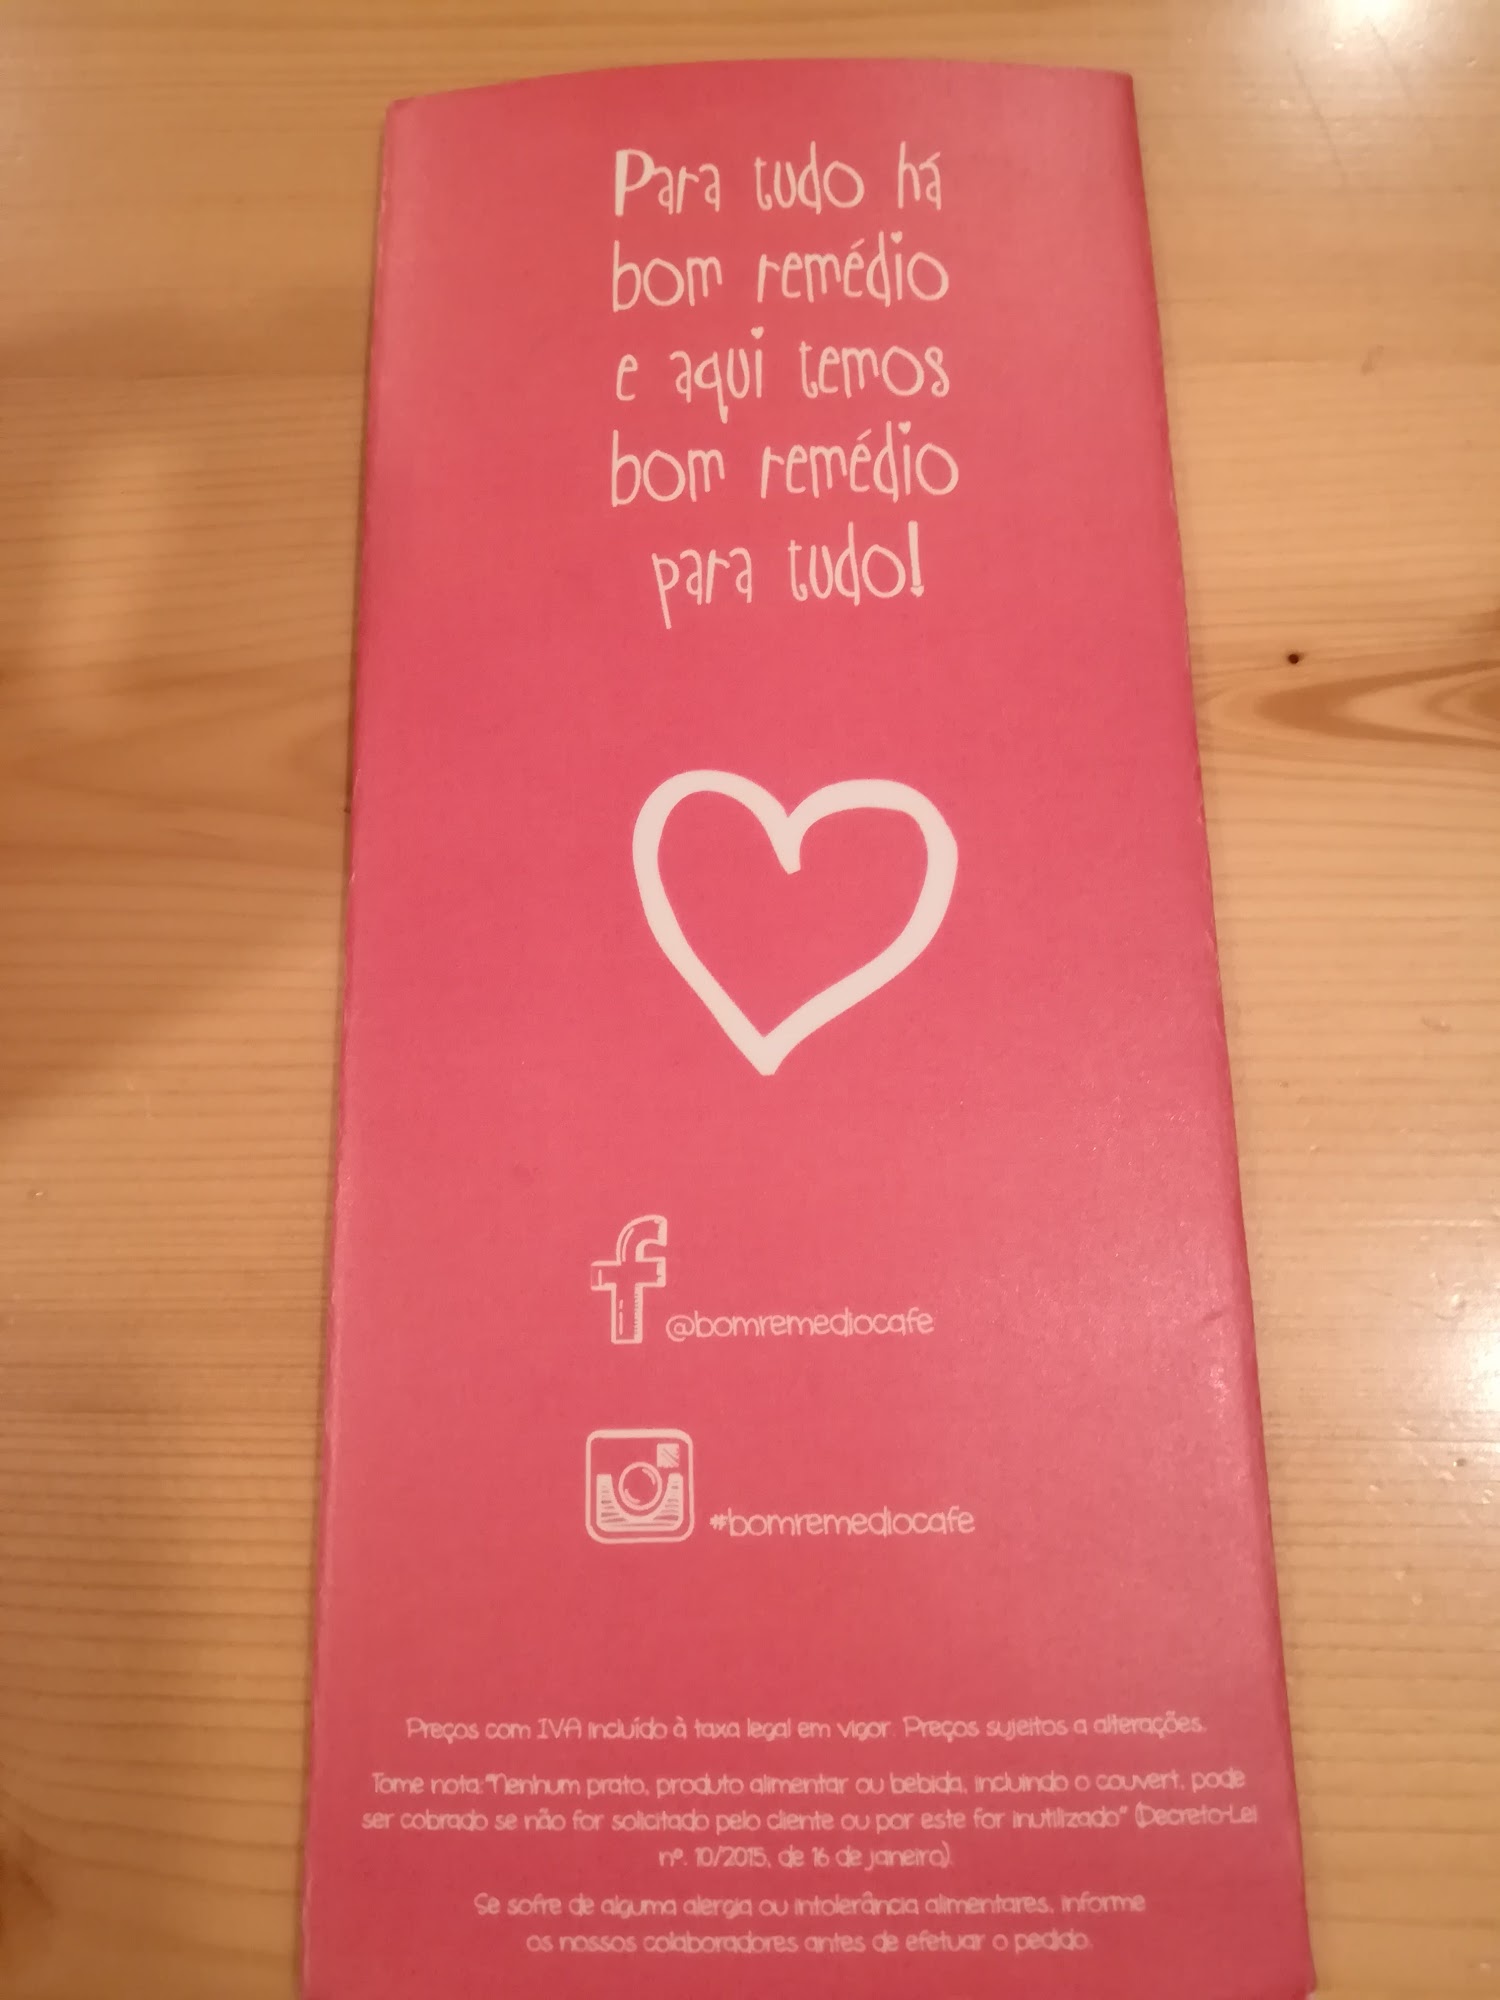 Para tudo há
bom remédio
e aqui temos
bom remédio
para tudo!
@bomremediocafe
#bomremediocafe
Preços com IVA incluído à taxa legal em vigor. Preços sujeitos a alterações.
Tome nota:"Nenhum prato, produto alimentar ou bebida, incluindo o couvert, pode
ser cobrado se não for solicitado pelo cliente ou por este for inutilizado" (Decreto-Lei
nº. 10/2015, de 16 de janeiro).
Se sofre de alguma alergia ou intolerância alimentares, informe
os nossos colaboradores antes de efetuar o pedido.